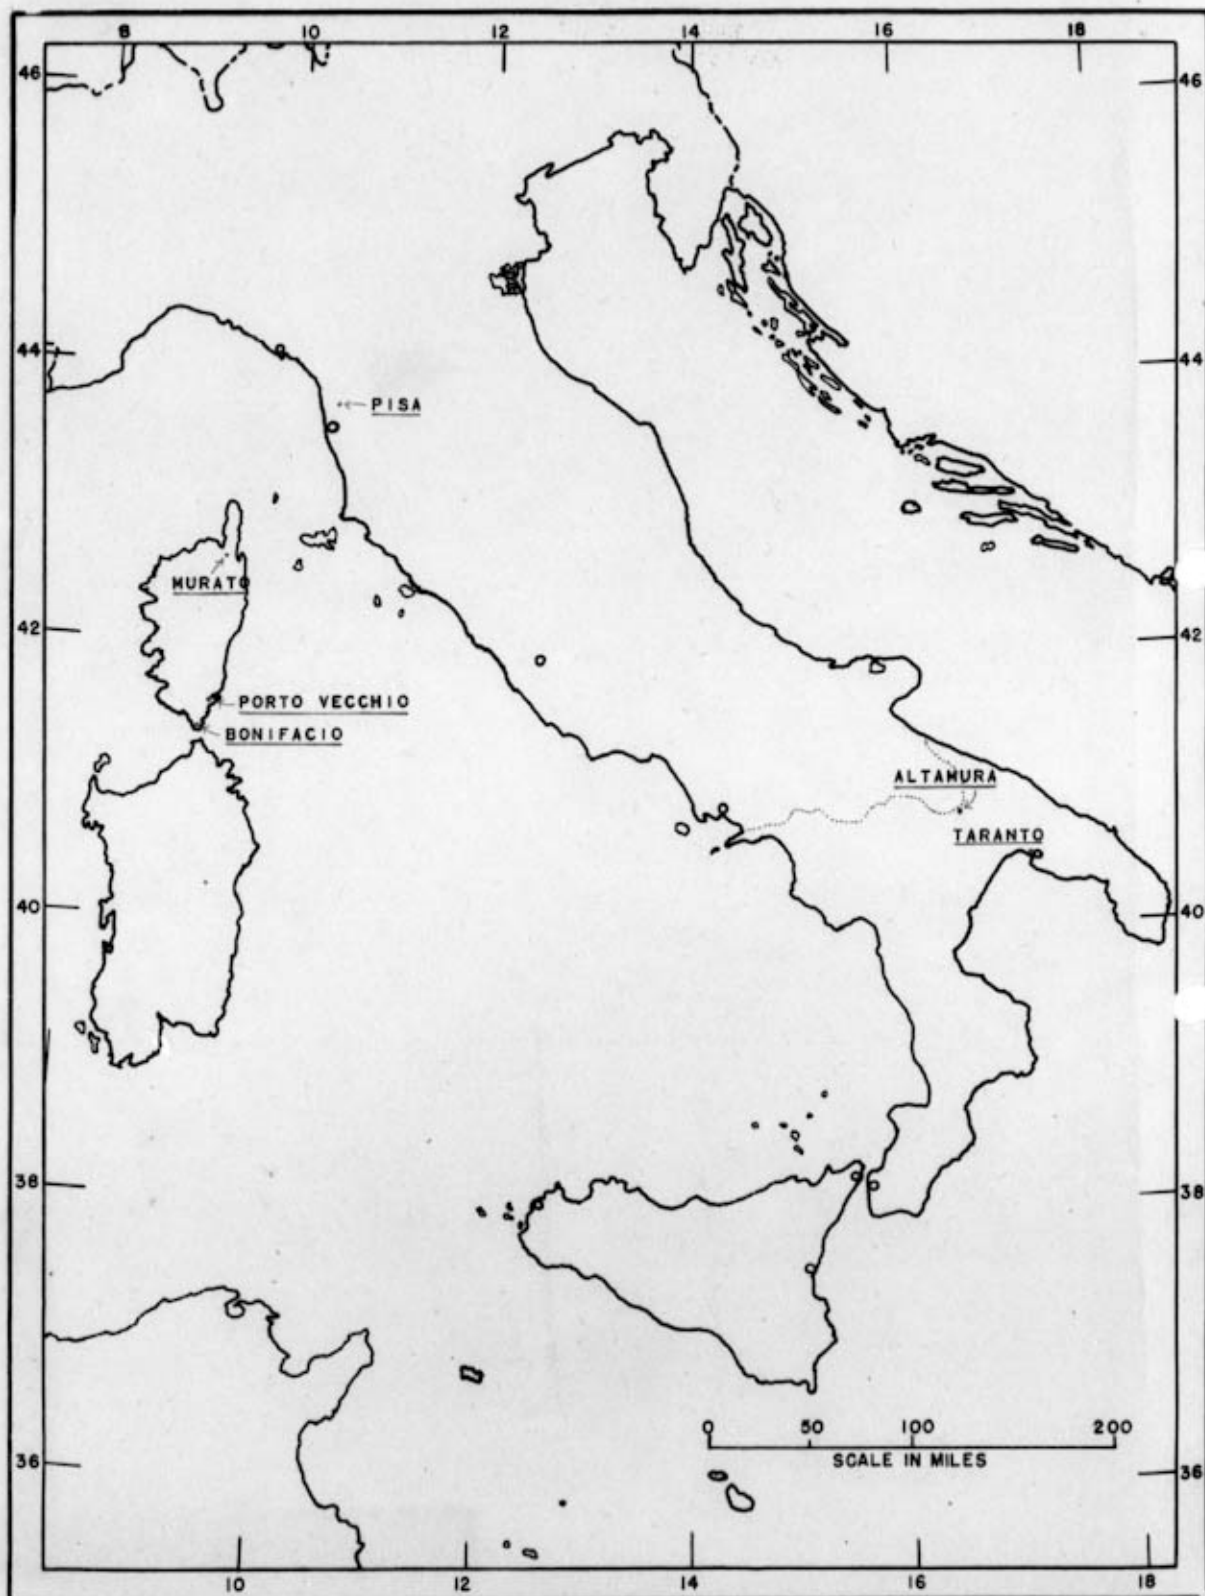 8 10 12 14 16 18
46 46
44 44
PISA
MURATO
42 42
PORTO VECCHIO
BONIFACIO
ALTAMURA
TARANTO
40 40
38 38
0 50 100 200
SCALE IN MILES
36 36
10 12 14 16 18